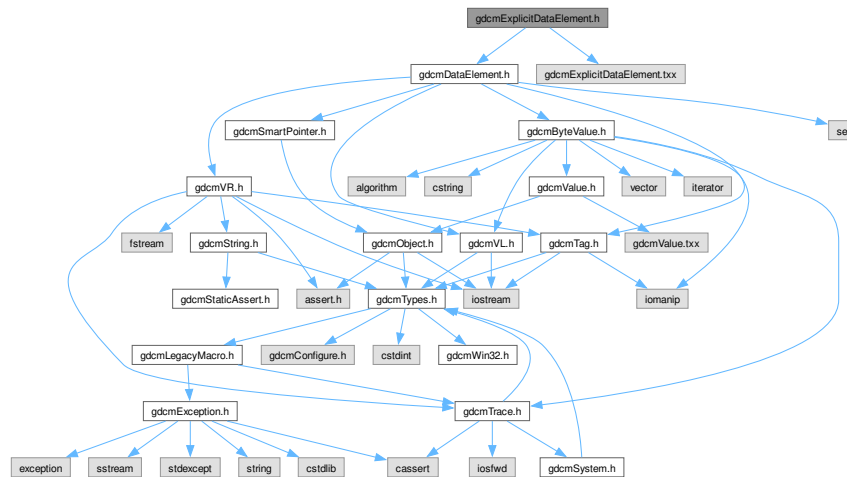 gdcmExplicitDataElement.h
gdcmDataElement.h
gdcmExplicitDataElement.txx
gdcmSmartPointer.h
gdcmByteValue.h
se
gdcmVR.h
algorithm
cstring
gdcmValue.h
vector
iterator
fstream
gdcmString.h
gdcmObject.h
gdcmVL.h
gdcmTag.h
gdcmValue.txx
gdcmStaticAssert.h
assert.h
gdcmTypes.h
iostream
iomanip
gdcmLegacyMacro.h
gdcmConfigure.h
cstdint
gdcmWin32.h
gdcmException.h
gdcmTrace.h
exception
sstream
stdexcept
string
cstdlib
cassert
iosfwd
gdcmSystem.h